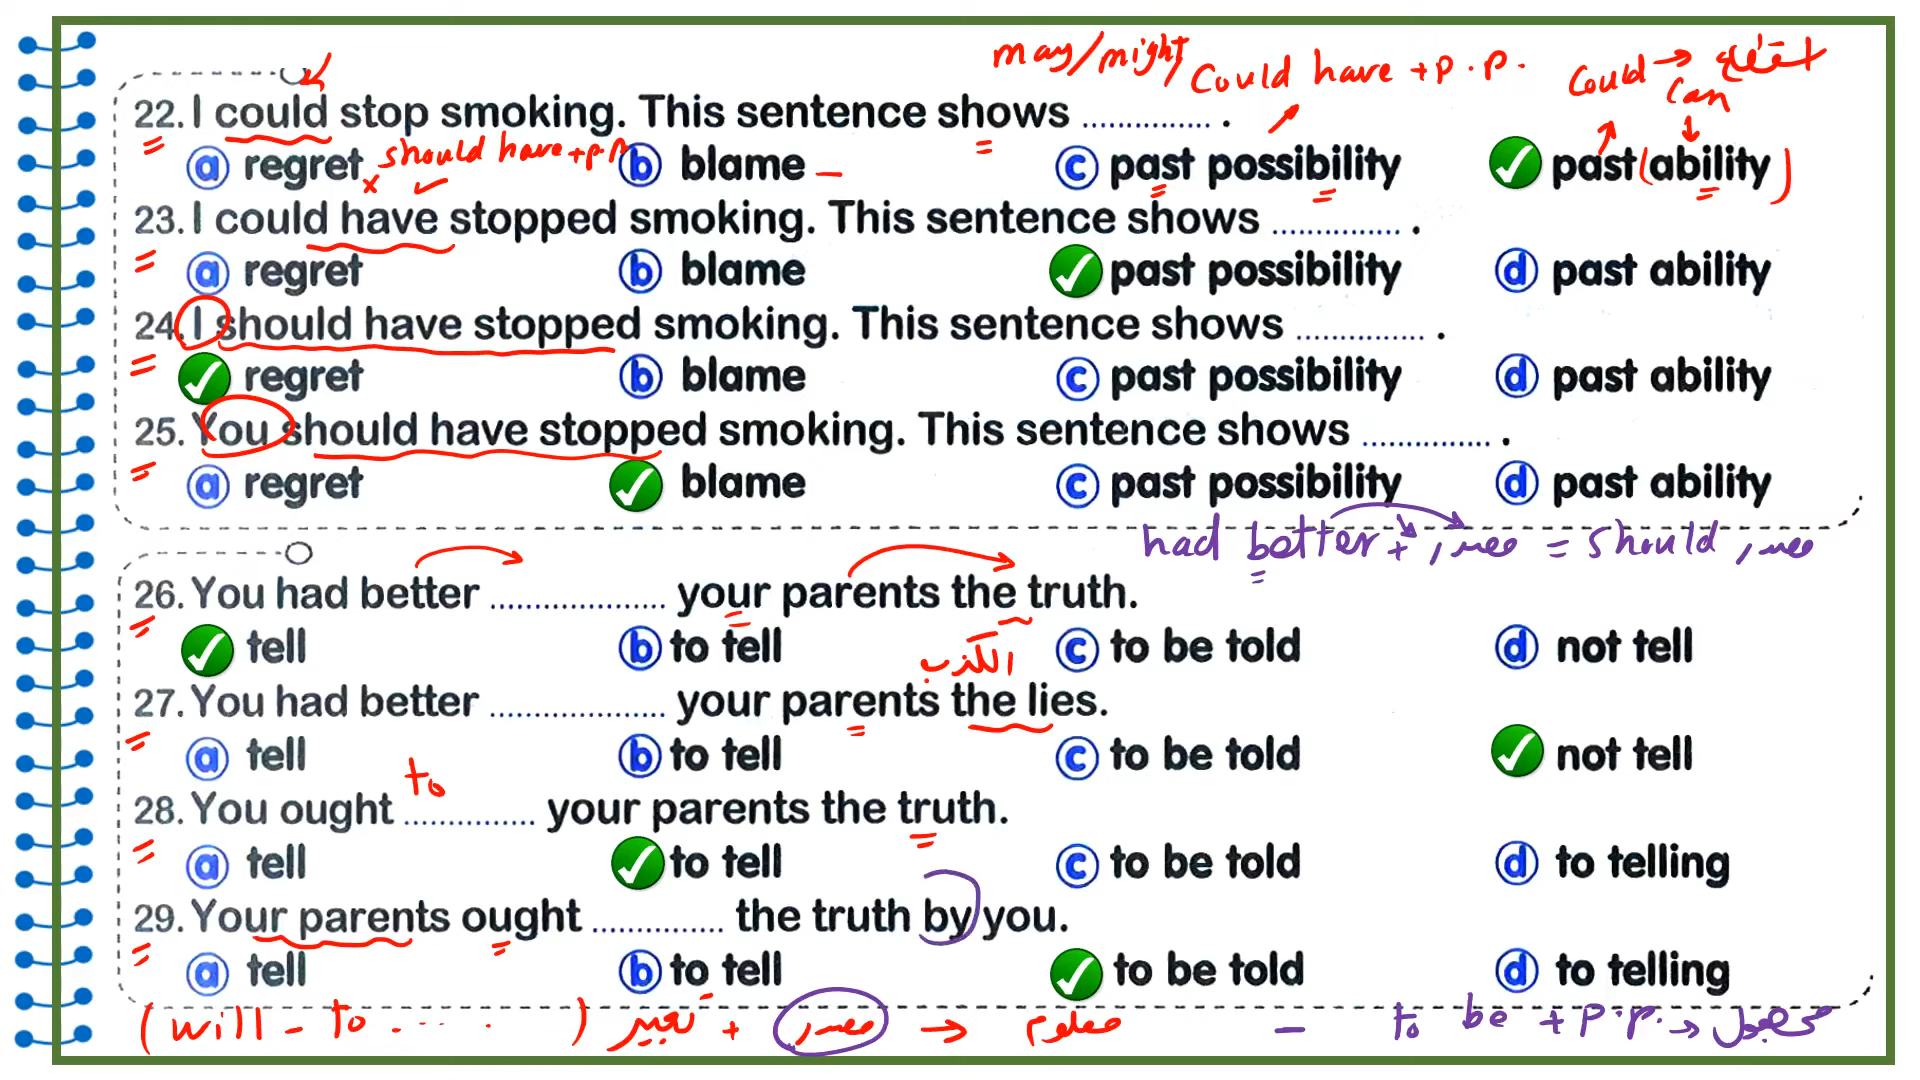 may/might could have + p.p. could → استطاع
can
22. I could stop smoking. This sentence shows ............... .
a regret b blame c past possibility past (ability)
should have + p.p
23. I could have stopped smoking. This sentence shows ............... .
a regret b blame past possibility d past ability
24. I should have stopped smoking. This sentence shows ............... .
regret b blame c past possibility d past ability
25. You should have stopped smoking. This sentence shows ............... .
a regret blame c past possibility d past ability
had better + مصدر = should مصدر
26. You had better .................... your parents the truth.
tell b to tell c to be told d not tell
الكذب
27. You had better .................... your parents the lies.
a tell b to tell c to be told not tell
to
28. You ought ............... your parents the truth.
a tell to tell c to be told d to telling
29. Your parents ought ............... the truth by you.
a tell b to tell to be told d to telling
(will - to ......) تعبير + مصدر → معلوم – to be + p.p. → مجهول